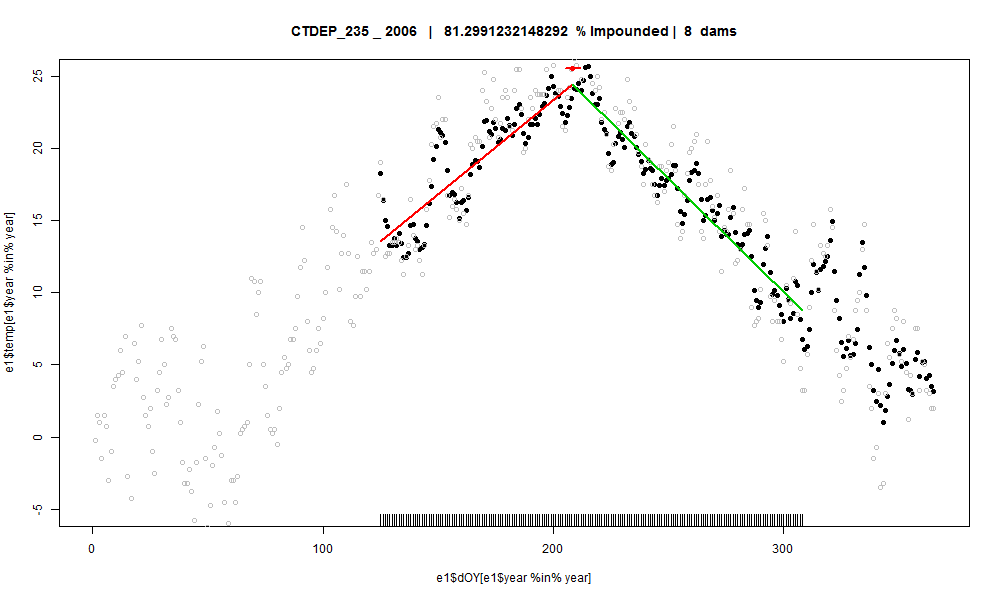 CTDEP_235 _ 2006 | 81.2991232148292 % Impounded | 8 dams
e1$temp[e1$year %in% year]
25
20
15
10
5
0
-5
0 100 200 300
e1$dOY[e1$year %in% year]